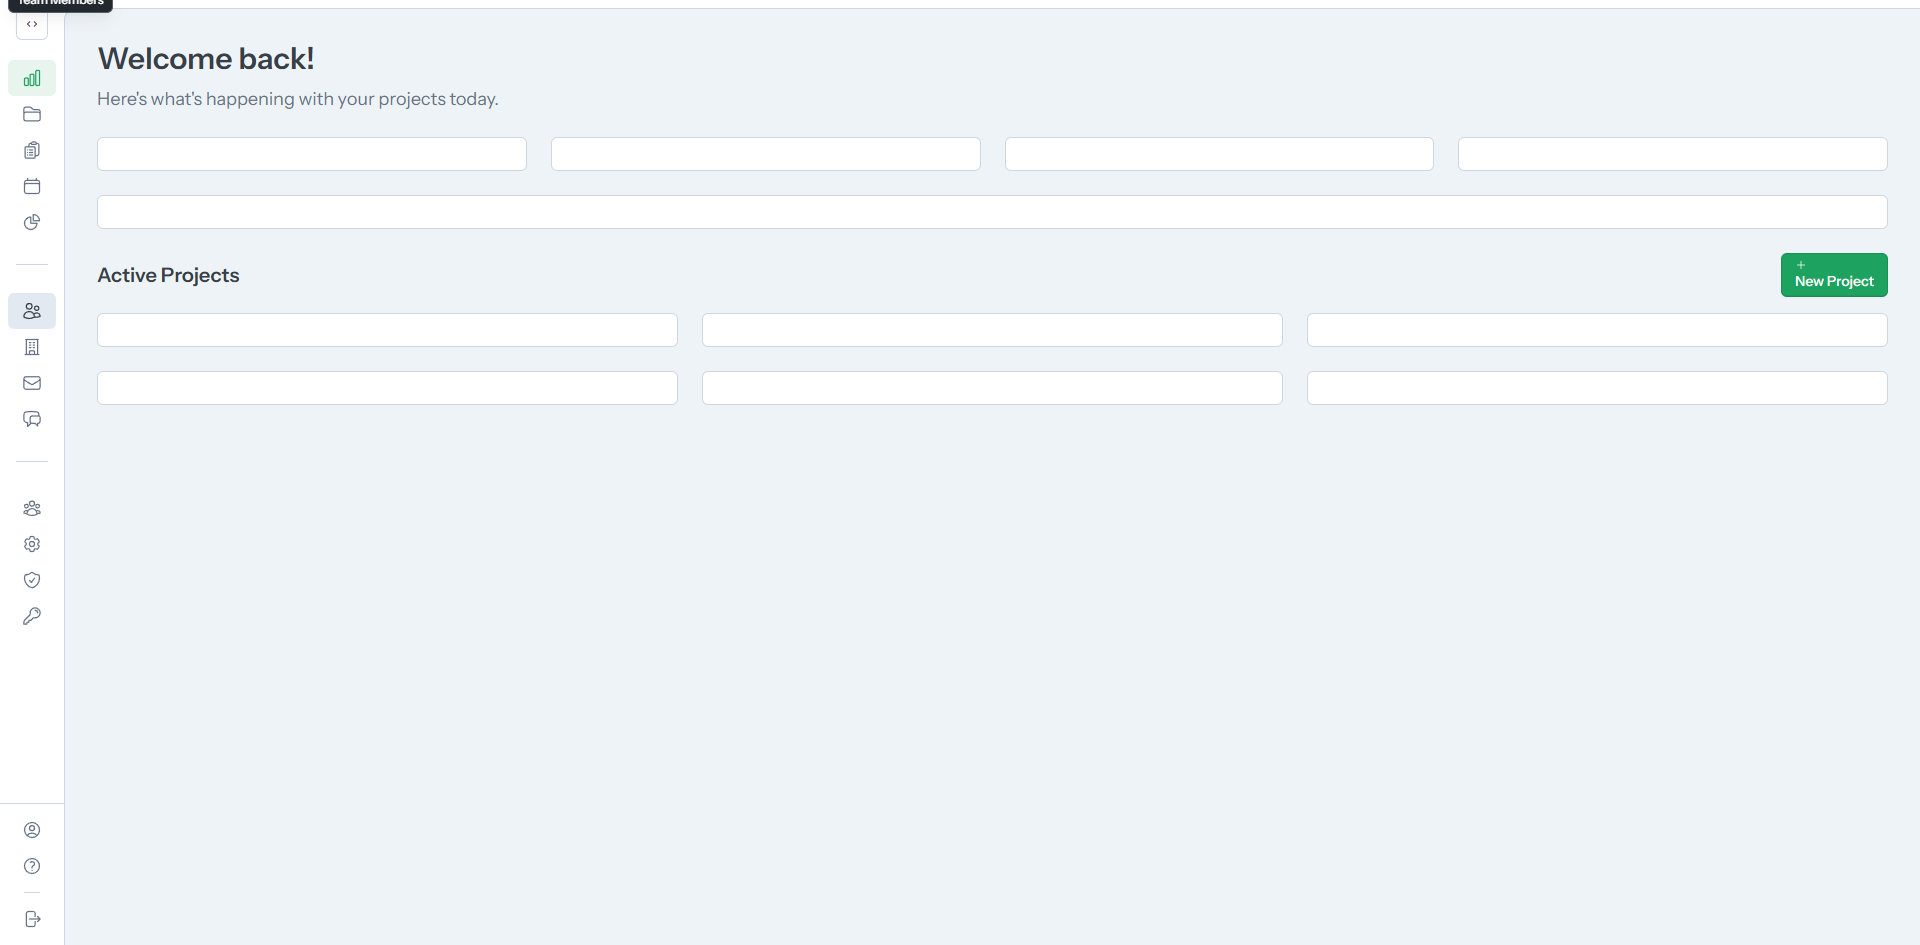 Team Members
Welcome back!
Here's what's happening with your projects today.
Active Projects
New Project